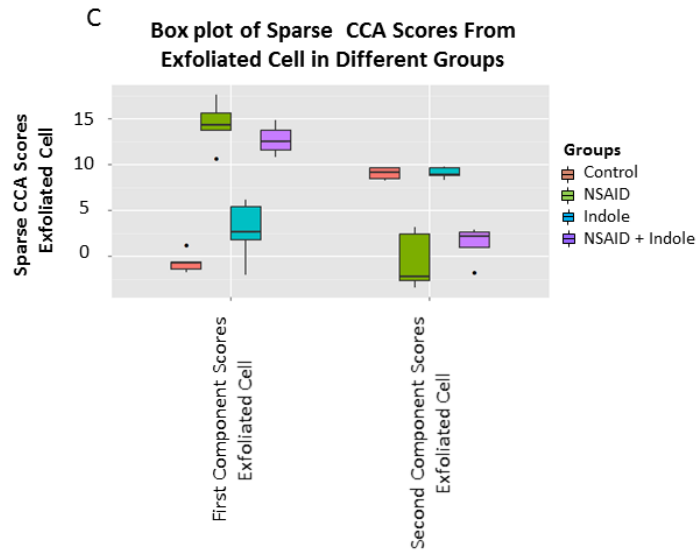 C
Box plot of Sparse CCA Scores From
Exfoliated Cell in Different Groups
Sparse CCA Scores
Exfoliated Cell
15
10
5
0
Groups
Control
NSAID
Indole
NSAID + Indole
First Component Scores
Exfoliated Cell
Second Component Scores
Exfoliated Cell